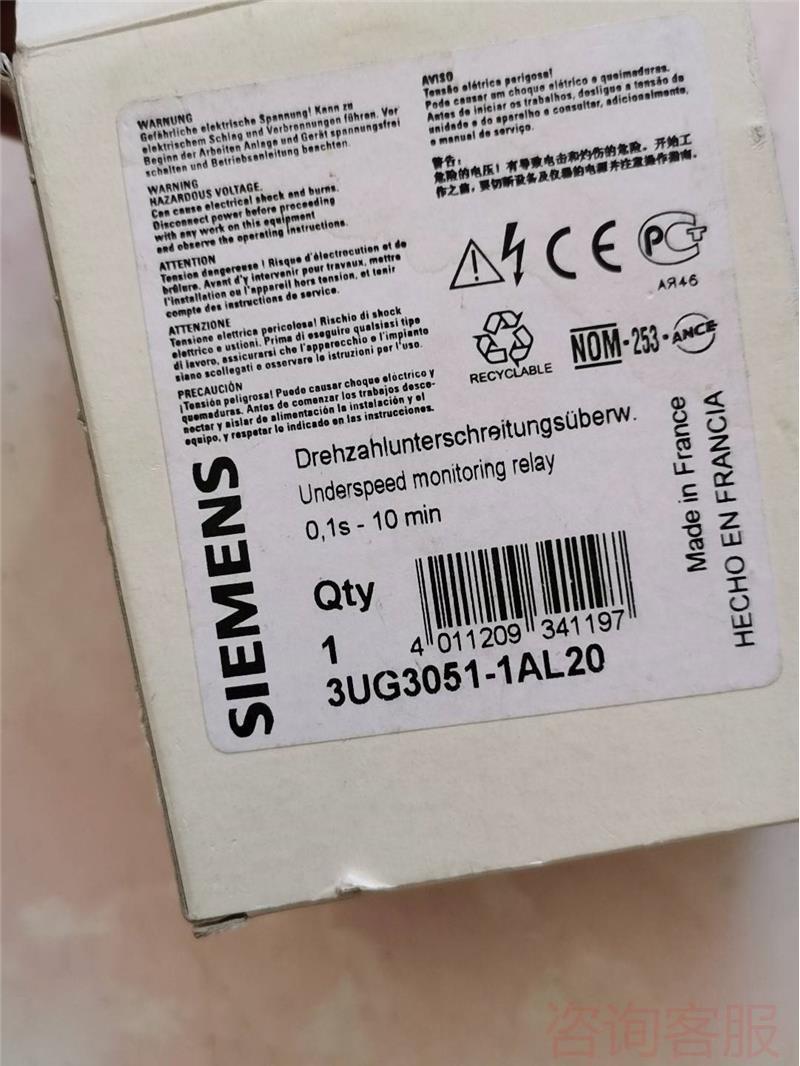 WARNUNG
Gefährliche elektrische Spannung! Kann zu
elektrischem Schlag und Verbrennungen führen. Vor
Beginn der Arbeiten Anlage und Gerät spannungsfrei
schalten und Betriebsanleitung beachten.
WARNING
HAZARDOUS VOLTAGE.
Can cause electrical shock and burns.
Disconnect power before proceeding
with any work on this equipment
and observe the operating instructions.
ATTENTION
Tension dangereuse ! Risque d'électrocution et de
brûlure. Avant d'y intervenir pour travaux, mettre
l'installation ou l'appareil hors tension, et tenir
compte des instructions de service.
ATTENZIONE
Tensione elettrica pericolosa! Rischio di shock
elettrico e ustioni. Prima di eseguire qualsiasi tipo
di lavoro, assicurarsi che l'apparecchio e l'impianto
siano scollegati e osservare le istruzioni per l'uso.
PRECAUCIÓN
¡Tensión peligrosa! Puede causar choque eléctrico y
quemaduras. Antes de comenzar los trabajos desco-
nectar y aislar de alimentación la instalación y el
equipo, y respetar lo indicado en las instrucciones.
AVISO
Tensão elétrica perigosa!
Pode causar um choque elétrico e queimaduras.
Antes de iniciar os trabalhos, desligue a tensão da
unidade e do aparelho e consultar, adicionalmente,
o manual de serviço.
警告:
危险的电压!有导致电击和灼伤的危险。开始工
作之前,要切断设备及仪器的电源并注意操作指南。
CE
РСТ
АЯ46
RECYCLABLE
NOM-253-ANCE
SIEMENS
Drehzahlunterschreitungsüberw.
Underspeed monitoring relay
0,1s - 10 min
Qty
1
4 011209 341197
3UG3051-1AL20
Made in France
HECHO EN FRANCIA
咨询客服